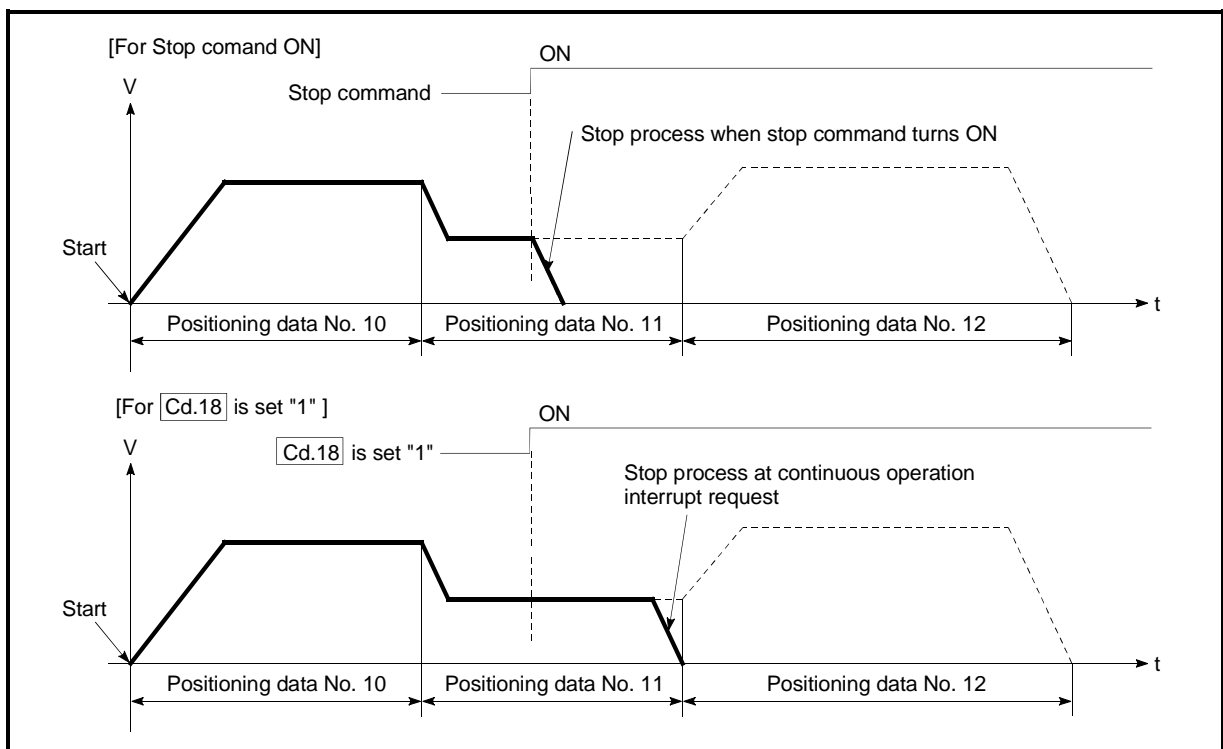 [For Stop comand ON]
ON
V
Stop command
Stop process when stop command turns ON
Start
t
Positioning data No. 10
Positioning data No. 11
Positioning data No. 12
[For Cd.18 is set "1" ]
ON
V
Cd.18 is set "1"
Stop process at continuous operation
interrupt request
Start
t
Positioning data No. 10
Positioning data No. 11
Positioning data No. 12